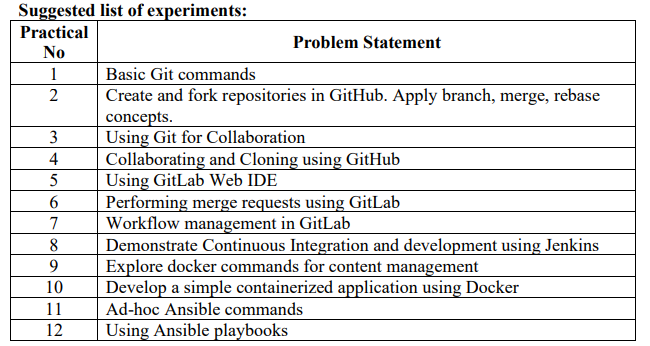 Suggested list of experiments:
Practical No Problem Statement
1 Basic Git commands
2 Create and fork repositories in GitHub. Apply branch, merge, rebase
concepts.
3 Using Git for Collaboration
4 Collaborating and Cloning using GitHub
5 Using GitLab Web IDE
6 Performing merge requests using GitLab
7 Workflow management in GitLab
8 Demonstrate Continuous Integration and development using Jenkins
9 Explore docker commands for content management
10 Develop a simple containerized application using Docker
11 Ad-hoc Ansible commands
12 Using Ansible playbooks